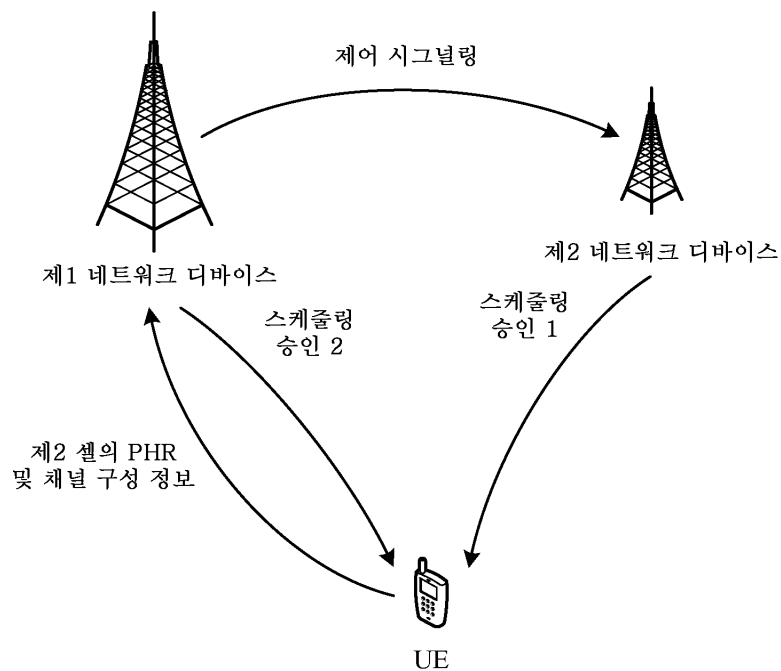 제어 시그널링
제1 네트워크 디바이스
제2 네트워크 디바이스
스케줄링
승인 2
스케줄링
승인 1
제2 셀의 PHR
및 채널 구성 정보
UE